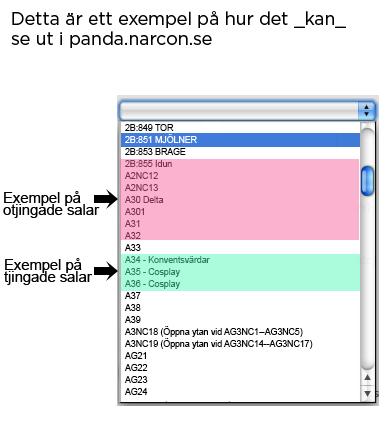 Detta är ett exempel på hur det _kan_
se ut i panda.narcon.se
2B:849 TOR
2B:851 MJÖLNER
2B:853 BRAGE
2B:855 Idun
A2NC12
A2NC13
Exempel på
otjingade salar
A30 Delta
A301
A31
A32
A33
Exempel på
tjingade salar
A34 - Konventsvärdar
A35 - Cosplay
A36 - Cosplay
A37
A38
A39
A3NC18 (Öppna ytan vid AG3NC1--AG3NC5)
A3NC19 (Öppna ytan vid AG3NC14--AG3NC17)
AG21
AG22
AG23
AG24